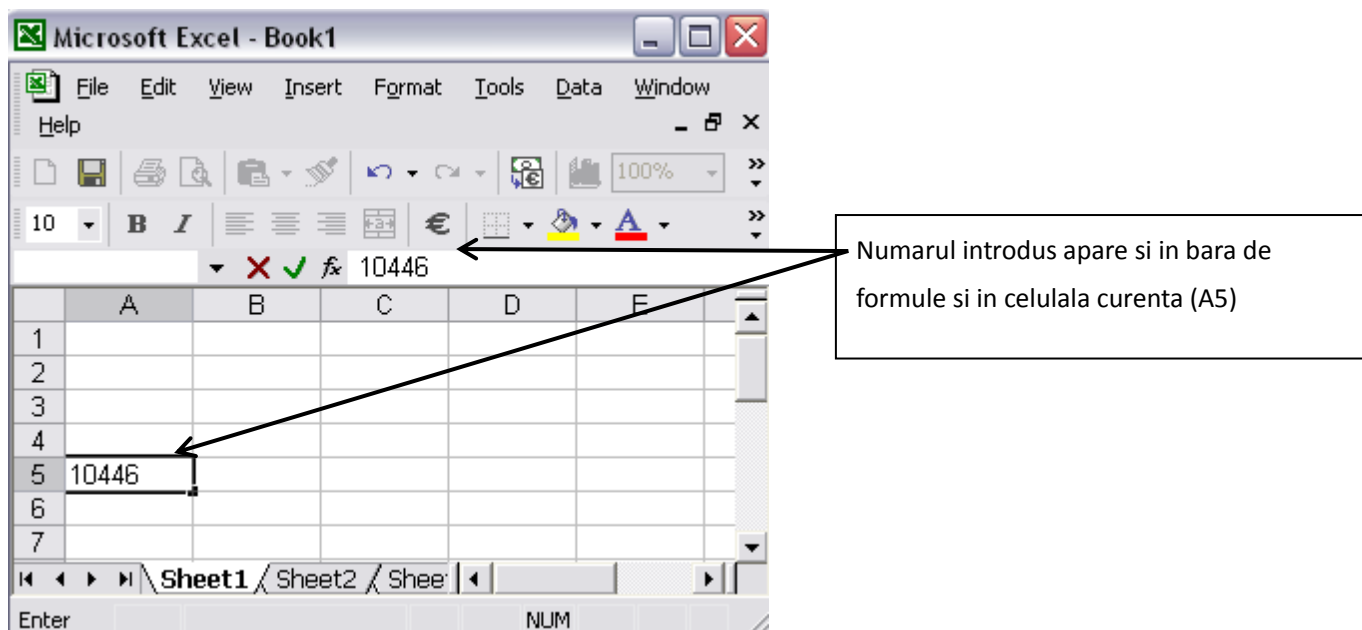 Microsoft Excel - Book1
File Edit View Insert Format Tools Data Window
Help
100%
10 B I a €  A
fx 10446
A B C D E
1
2
3
4
5 10446
6
7
Sheet1 Sheet2 Shee
Enter NUM
Numarul introdus apare si in bara de
formule si in celulala curenta (A5)